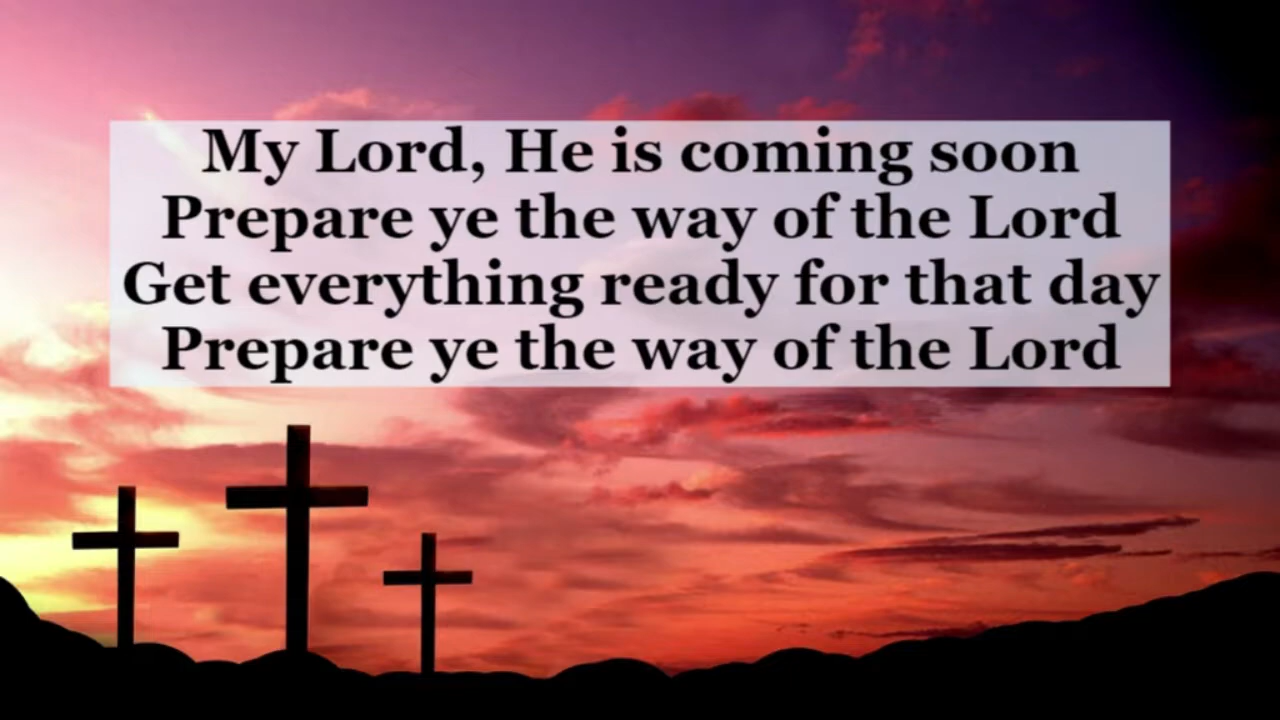 My Lord, He is coming soon
Prepare ye the way of the Lord
Get everything ready for that day
Prepare ye the way of the Lord